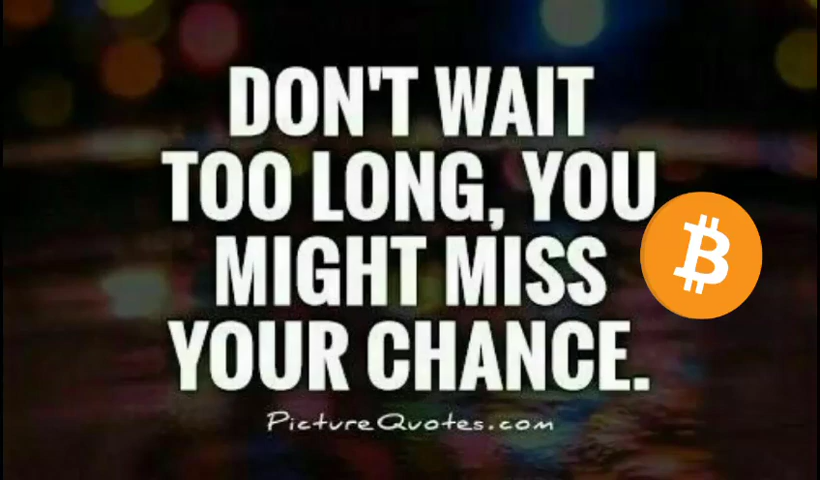 DON'T WAIT
TOO LONG, YOU
MIGHT MISS
YOUR CHANCE.
PictureQuotes.com